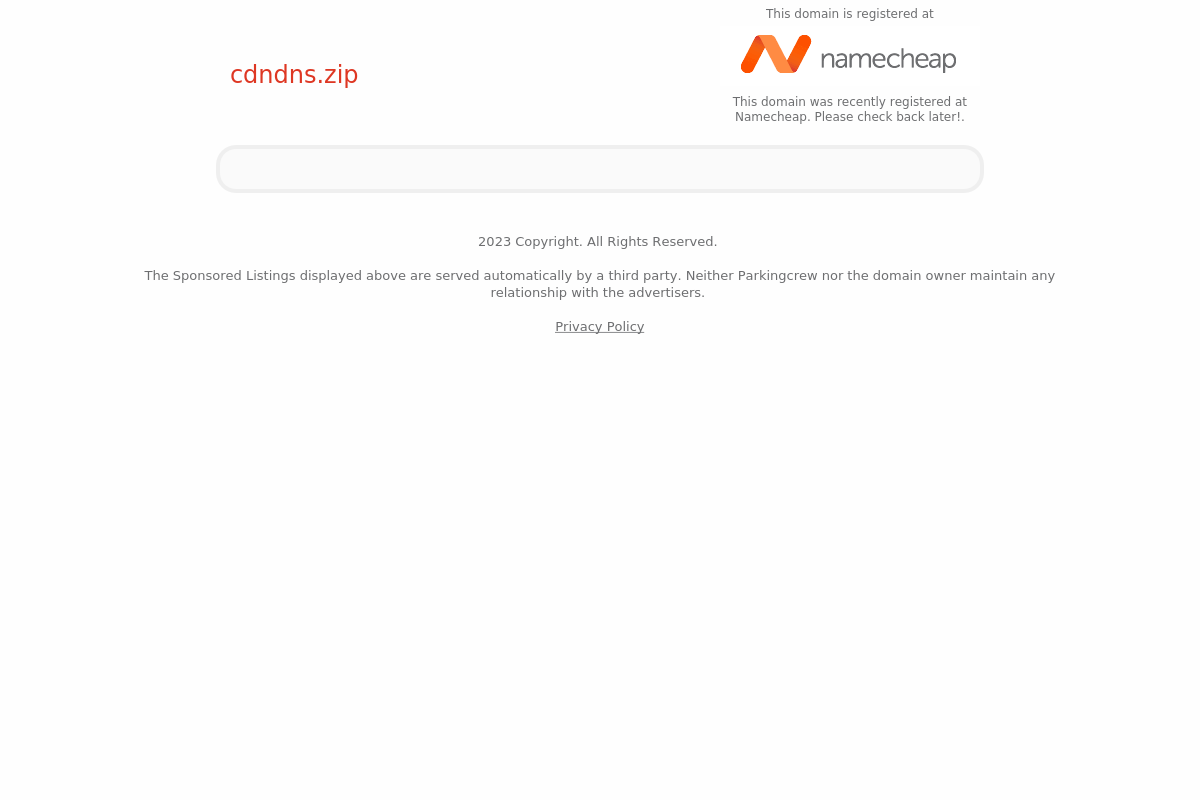 This domain is registered at
namecheap
cdndns.zip
This domain was recently registered at
Namecheap. Please check back later!.
2023 Copyright. All Rights Reserved.
The Sponsored Listings displayed above are served automatically by a third party. Neither Parkingcrew nor the domain owner maintain any
relationship with the advertisers.
Privacy Policy